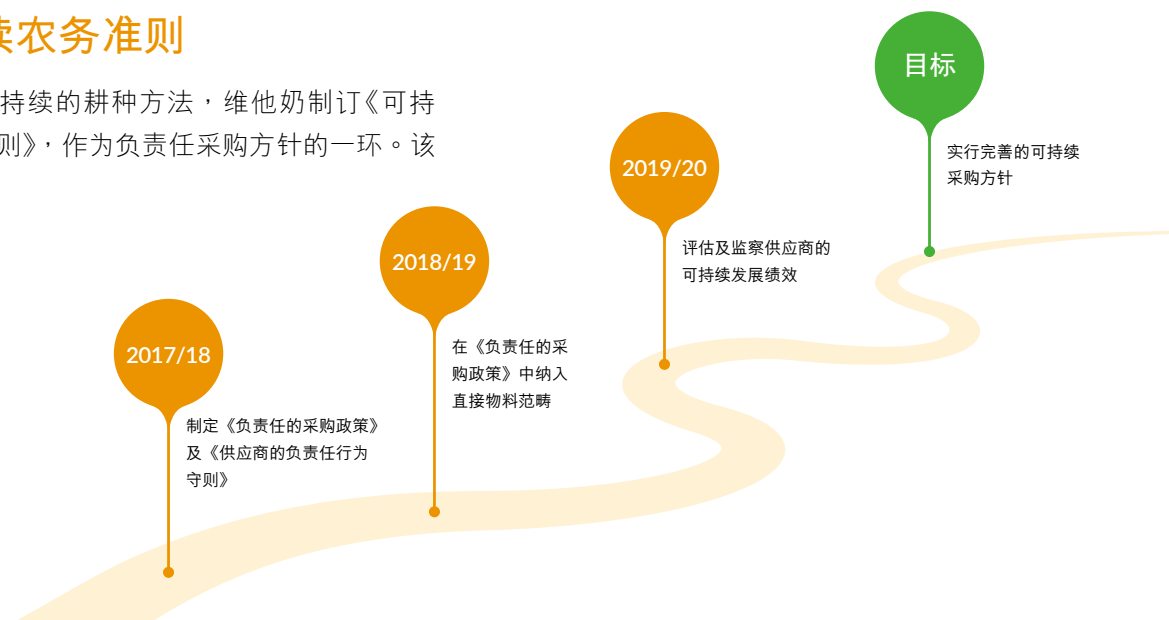 续农务准则
持续的耕种方法，维他奶制订《可持
则》，作为负责任采购方针的一环。该
目标
实行完善的可持续
采购方针
2019/20
评估及监察供应商的
可持续发展绩效
2018/19
在《负责任的采
购政策》中纳入
直接物料范畴
2017/18
制定《负责任的采购政策》
及《供应商的负责任行为
守则》